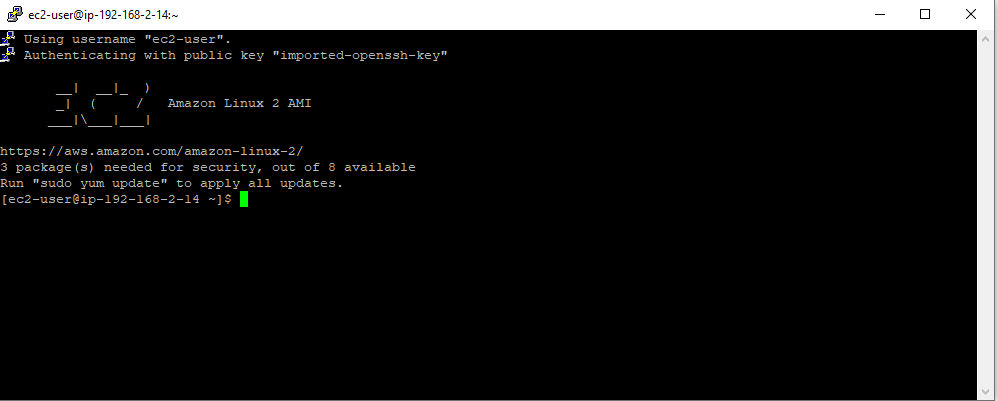 ec2-user@ip-192-168-2-14:~
Using username "ec2-user".
Authenticating with public key "imported-openssh-key"
       __|  __|_  )
       _|  (     /   Amazon Linux 2 AMI
      ___|\___|___|
https://aws.amazon.com/amazon-linux-2/
3 package(s) needed for security, out of 8 available
Run "sudo yum update" to apply all updates.
[ec2-user@ip-192-168-2-14 ~]$